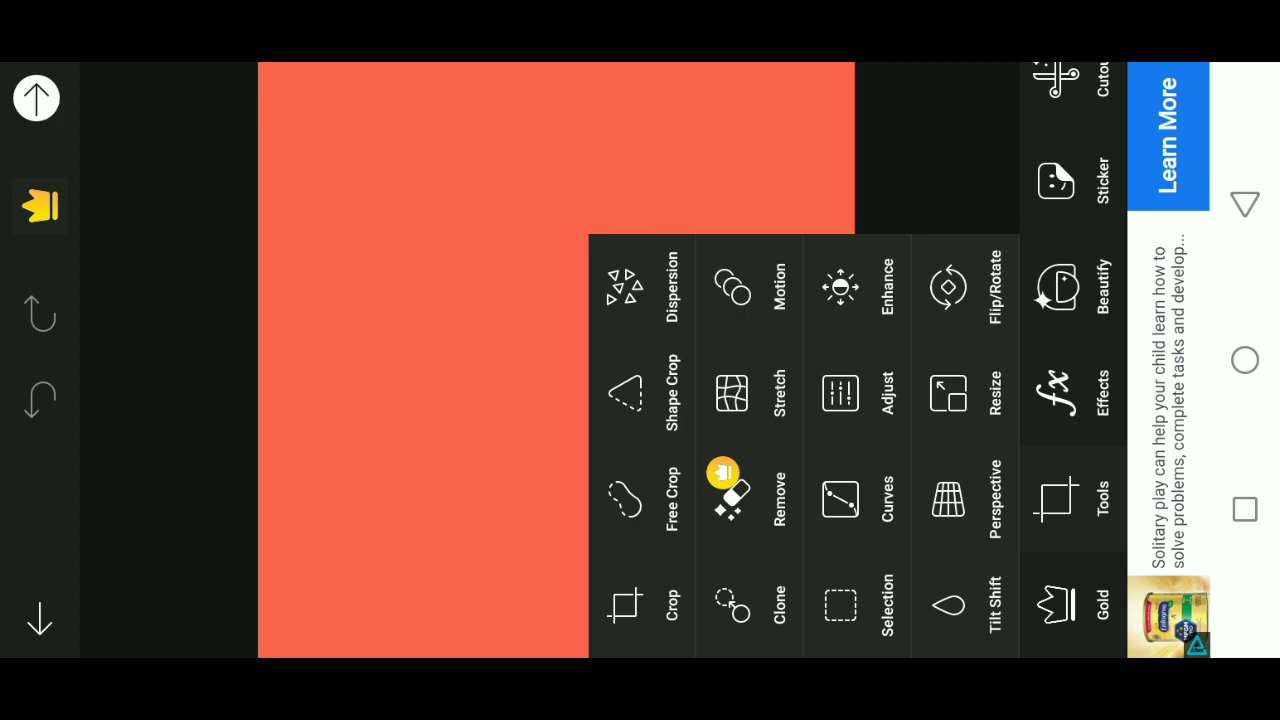 Crop Free Crop Shape Crop Dispersion
Clone Remove Stretch Motion
Selection Curves Adjust Enhance
Tilt Shift Perspective Resize Flip/Rotate
Gold Tools Effects Beautify Sticker Cutou
Solitary play can help your child learn how to
solve problems, complete tasks and develop...
Learn More